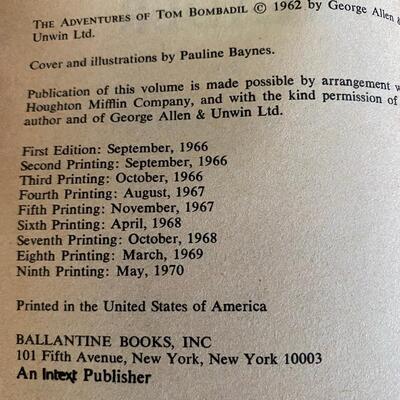 THE ADVENTURES OF TOM BOMBADIL © 1962 by George Allen &
Unwin Ltd.
Cover and illustrations by Pauline Baynes.
Publication of this volume is made possible by arrangement
Houghton Mifflin Company, and with the kind permission of
author and of George Allen & Unwin Ltd.
First Edition: September, 1966
Second Printing: September, 1966
Third Printing: October, 1966
Fourth Printing: August, 1967
Fifth Printing: November, 1967
Sixth Printing: April, 1968
Seventh Printing: October, 1968
Eighth Printing: March, 1969
Ninth Printing: May, 1970
Printed in the United States of America
BALLANTINE BOOKS, INC
101 Fifth Avenue, New York, New York 10003
An Intext Publisher